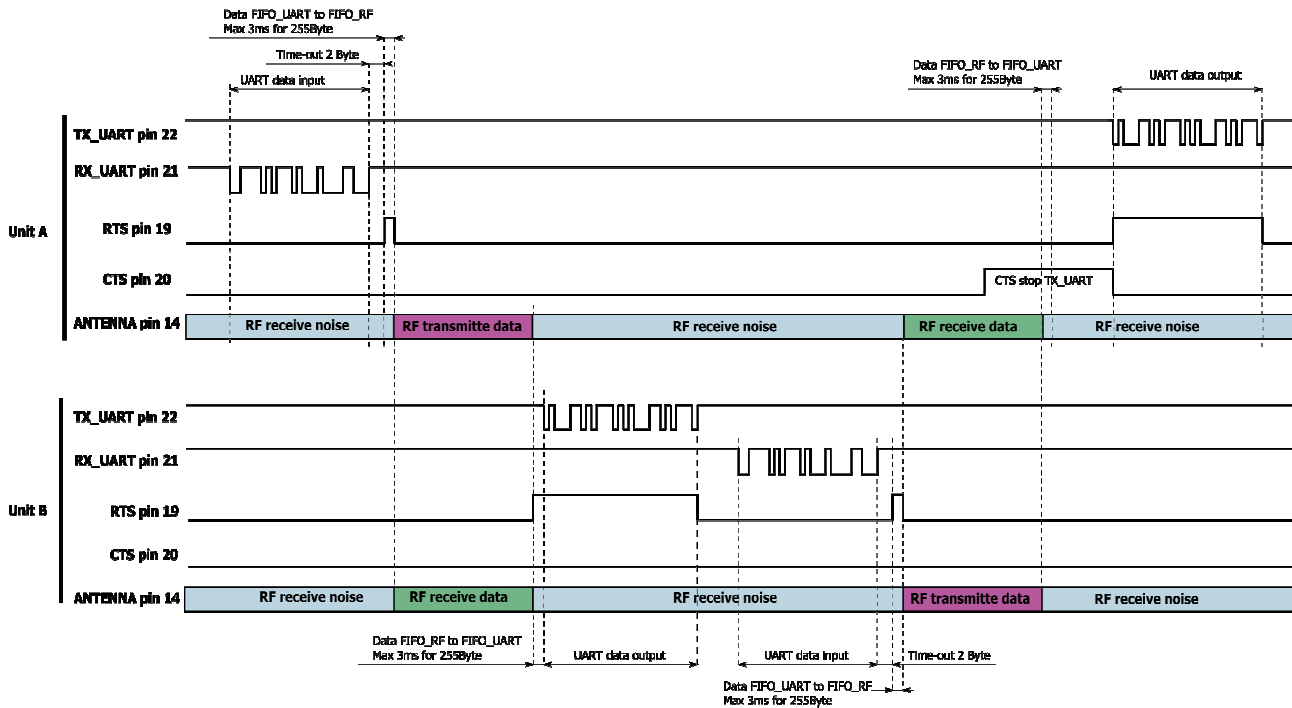 Data FIFO_UART to FIFO_RF
Max 3ms for 255Byte
Time-out 2 Byte
UART data input
Data FIFO_RF to FIFO_UART
Max 3ms for 255Byte
UART data output
TX_UART pin 22
RX_UART pin 21
Unit A
RTS pin 19
CTS pin 20
CTS stop TX_UART
ANTENNA pin 14
RF receive noise
RF transmitte data
RF receive noise
RF receive data
RF receive noise
TX_UART pin 22
RX_UART pin 21
Unit B
RTS pin 19
CTS pin 20
ANTENNA pin 14
RF receive noise
RF receive data
RF receive noise
RF transmitte data
RF receive noise
Data FIFO_RF to FIFO_UART
Max 3ms for 255Byte
UART data output
UART data input
Time-out 2 Byte
Data FIFO_UART to FIFO_RF
Max 3ms for 255Byte